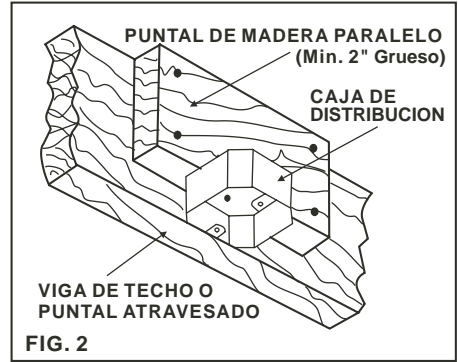 PUNTAL DE MADERA PARALELO
(Min. 2" Grueso)
CAJA DE
DISTRIBUCION
VIGA DE TECHO O
PUNTAL ATRAVESADO
FIG. 2